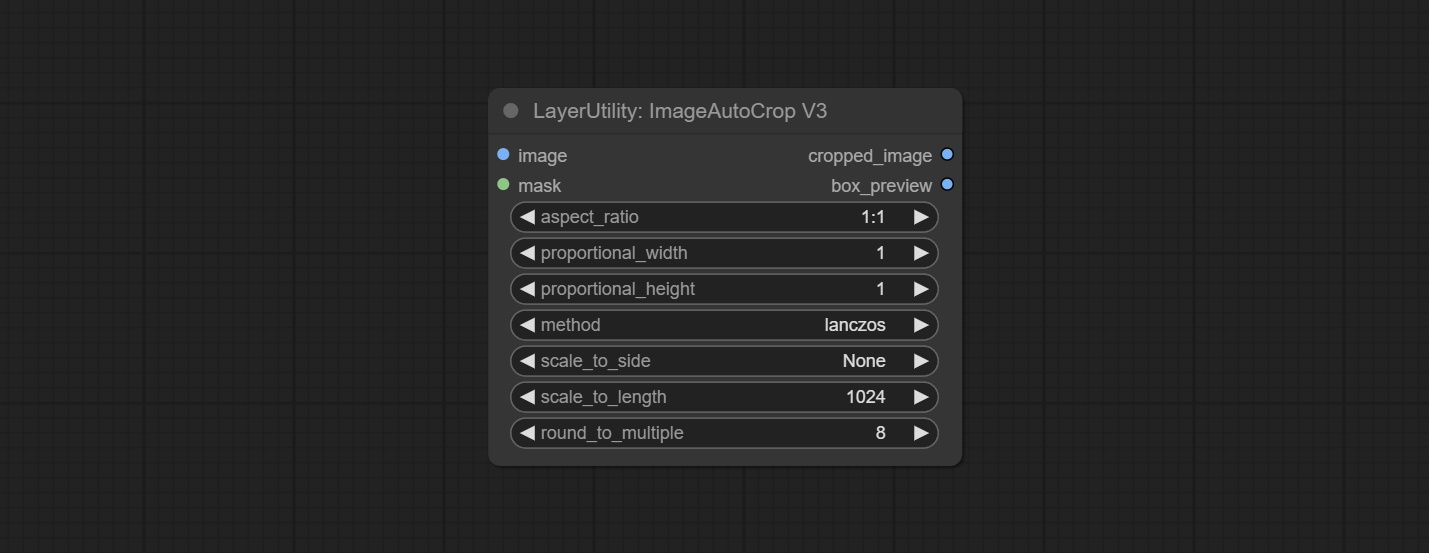 LayerUtility: ImageAutoCrop V3
image cropped_image
mask box_preview
aspect_ratio 1:1
proportional_width 1
proportional_height 1
method lanczos
scale_to_side None
scale_to_length 1024
round_to_multiple 8